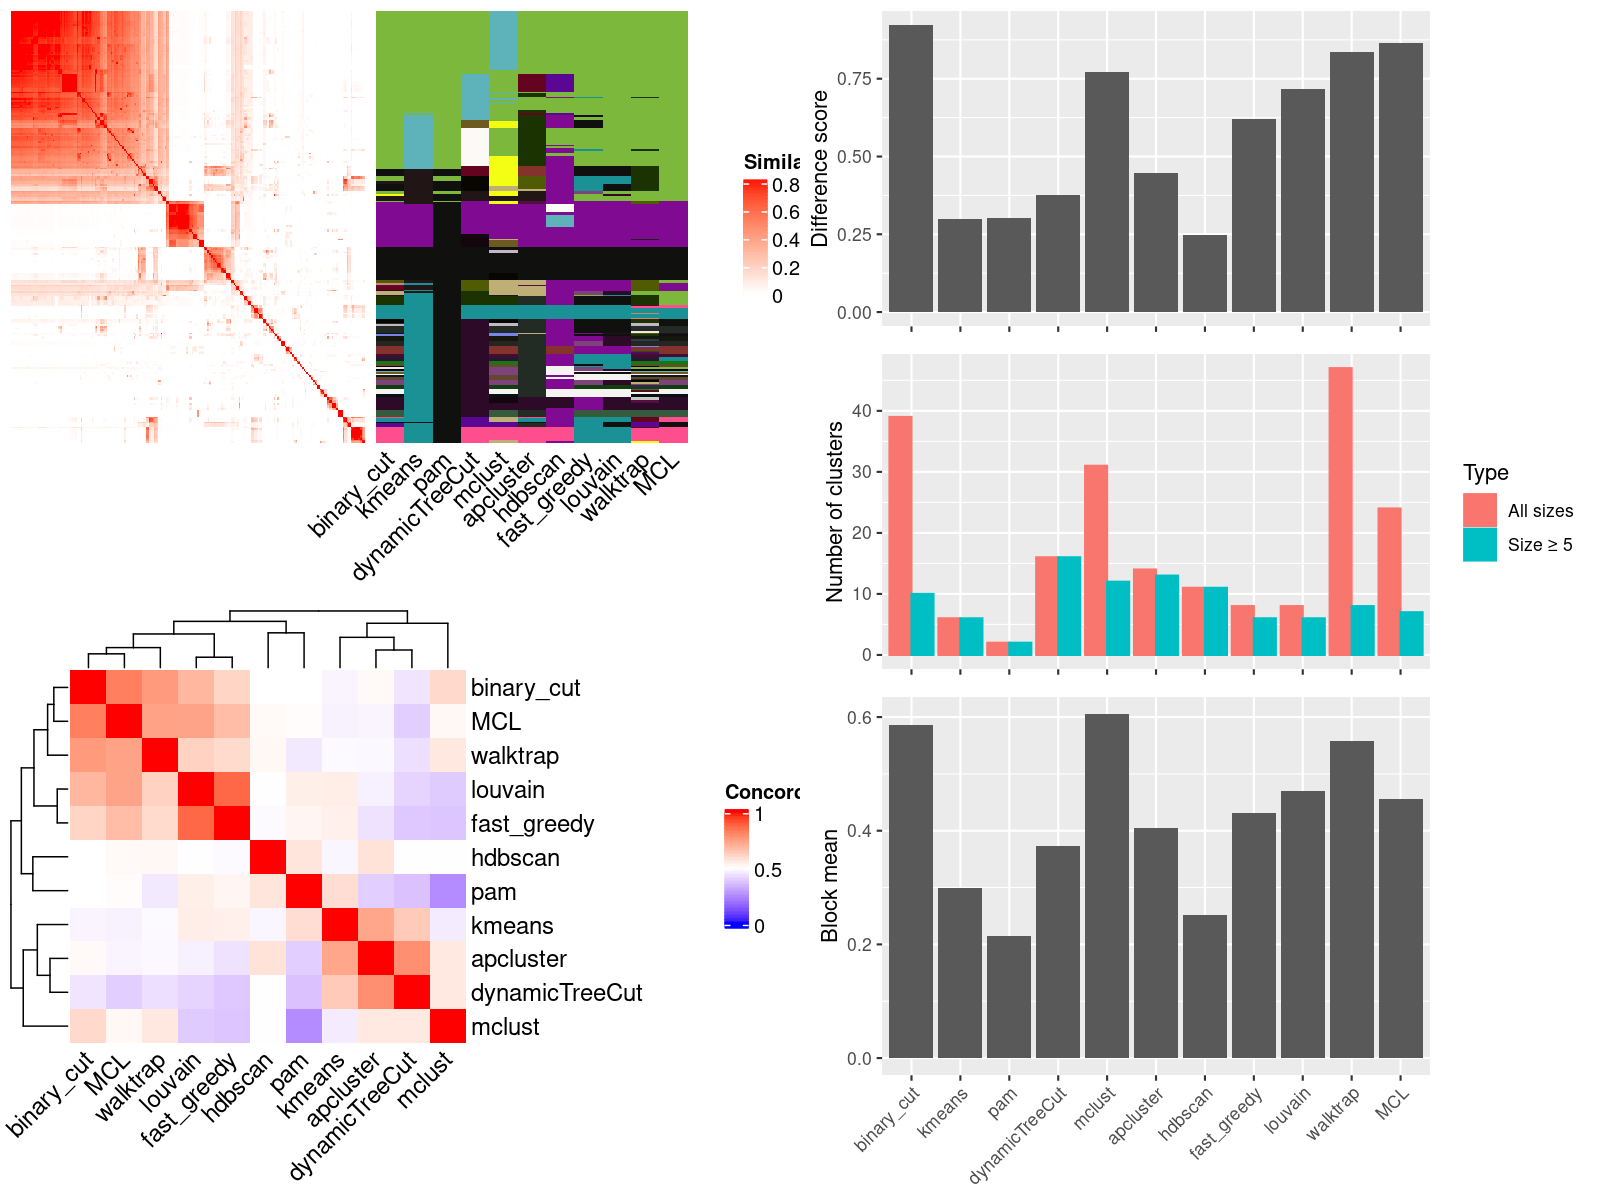 Simila
0.8
0.6
0.4
0.2
0
binary_cut
kmeans
pam
dynamicTreeCut
mclust
apcluster
hdbscan
fast_greedy
louvain
walktrap
MCL
Difference score
0.75
0.50
0.25
0.00
Number of clusters
40
30
20
10
0
Type
All sizes
Size ≥ 5
binary_cut
MCL
walktrap
louvain
fast_greedy
hdbscan
pam
kmeans
apcluster
dynamicTreeCut
mclust
binary_cut
MCL
walktrap
louvain
fast_greedy
hdbscan
pam
kmeans
apcluster
dynamicTreeCut
mclust
Concord
1
0.5
0
Block mean
0.6
0.4
0.2
0.0
binary_cut
kmeans
pam
dynamicTreeCut
mclust
apcluster
hdbscan
fast_greedy
louvain
walktrap
MCL